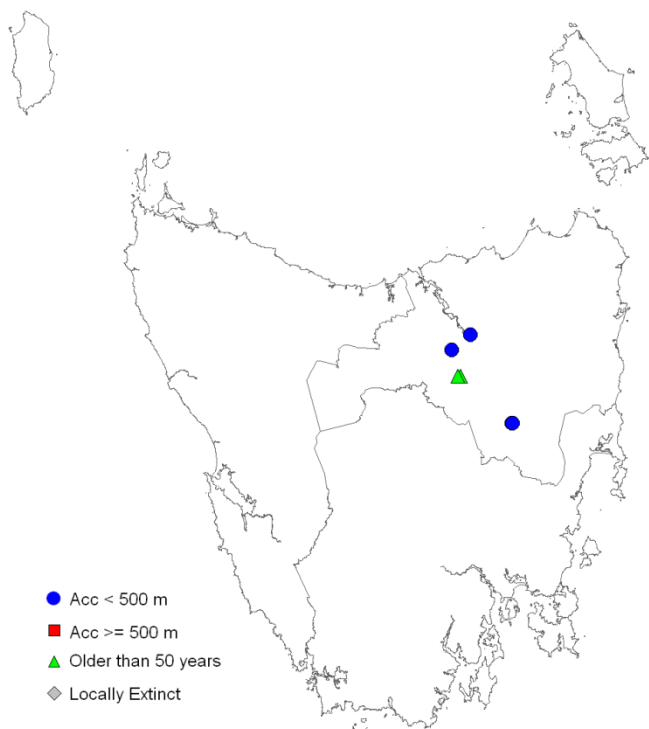 Acc < 500 m
Acc >= 500 m
Older than 50 years
Locally Extinct